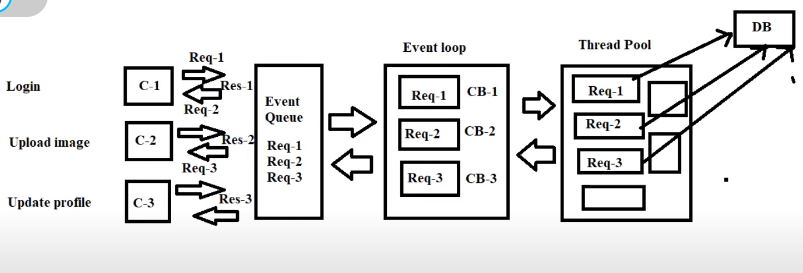 Login
Upload image
Update profile
C-1
C-2
C-3
Req-1
Res-1
Req-2
Res-2
Req-3
Res-3
Event
Queue
Req-1
Req-2
Req-3
Event loop
Req-1 CB-1
Req-2 CB-2
Req-3 CB-3
Thread Pool
Req-1
Req-2
Req-3
DB